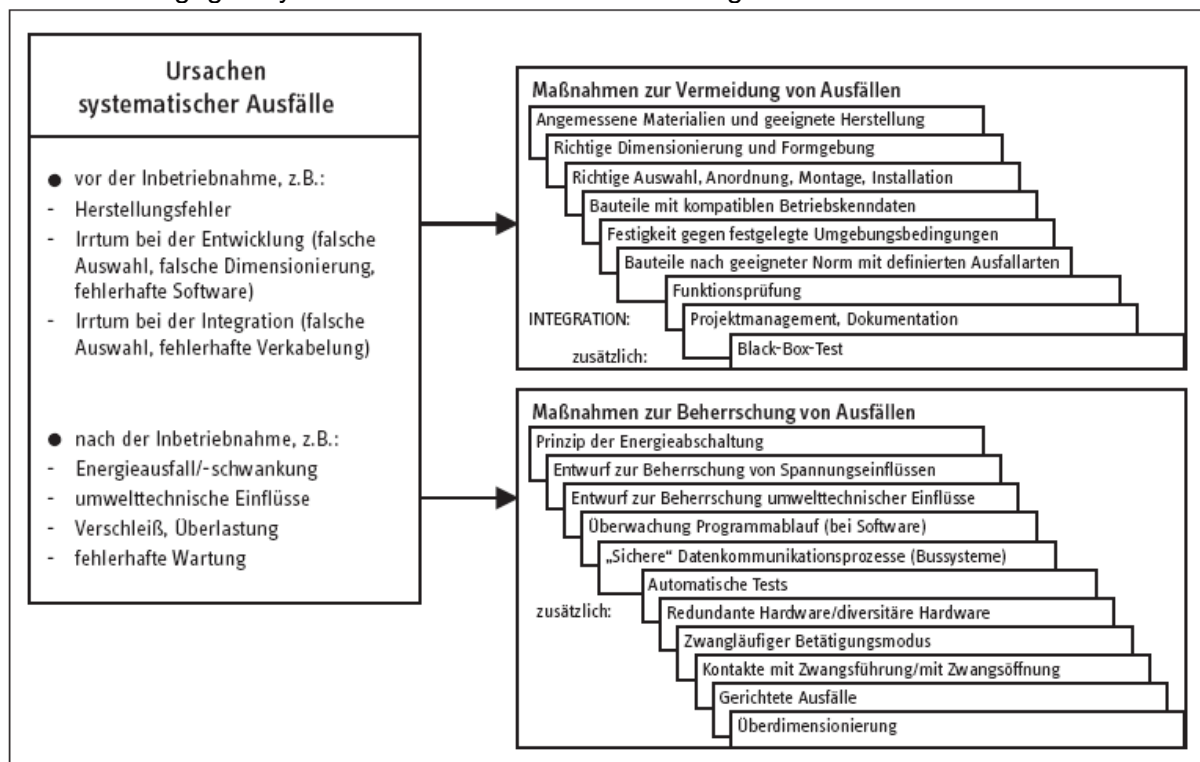 Ursachen
systematischer Ausfälle
● vor der Inbetriebnahme, z.B.:
- Herstellungsfehler
- Irrtum bei der Entwicklung (falsche
Auswahl, falsche Dimensionierung,
fehlerhafte Software)
- Irrtum bei der Integration (falsche
Auswahl, fehlerhafte Verkabelung)
● nach der Inbetriebnahme, z.B.:
- Energieausfall/-schwankung
- umwelttechnische Einflüsse
- Verschleiß, Überlastung
- fehlerhafte Wartung
Maßnahmen zur Vermeidung von Ausfällen
Angemessene Materialien und geeignete Herstellung
Richtige Dimensionierung und Formgebung
Richtige Auswahl, Anordnung, Montage, Installation
Bauteile mit kompatiblen Betriebskenndaten
Festigkeit gegen festgelegte Umgebungsbedingungen
Bauteile nach geeigneter Norm mit definierten Ausfallarten
Funktionsprüfung
INTEGRATION: Projektmanagement, Dokumentation
zusätzlich: Black-Box-Test
Maßnahmen zur Beherrschung von Ausfällen
Prinzip der Energieabschaltung
Entwurf zur Beherrschung von Spannungseinflüssen
Entwurf zur Beherrschung umwelttechnischer Einflüsse
Überwachung Programmablauf (bei Software)
„Sichere“ Datenkommunikationsprozesse (Bussysteme)
Automatische Tests
zusätzlich: Redundante Hardware/diversitäre Hardware
Zwangläufiger Betätigungsmodus
Kontakte mit Zwangsführung/mit Zwangsöffnung
Gerichtete Ausfälle
Überdimensionierung